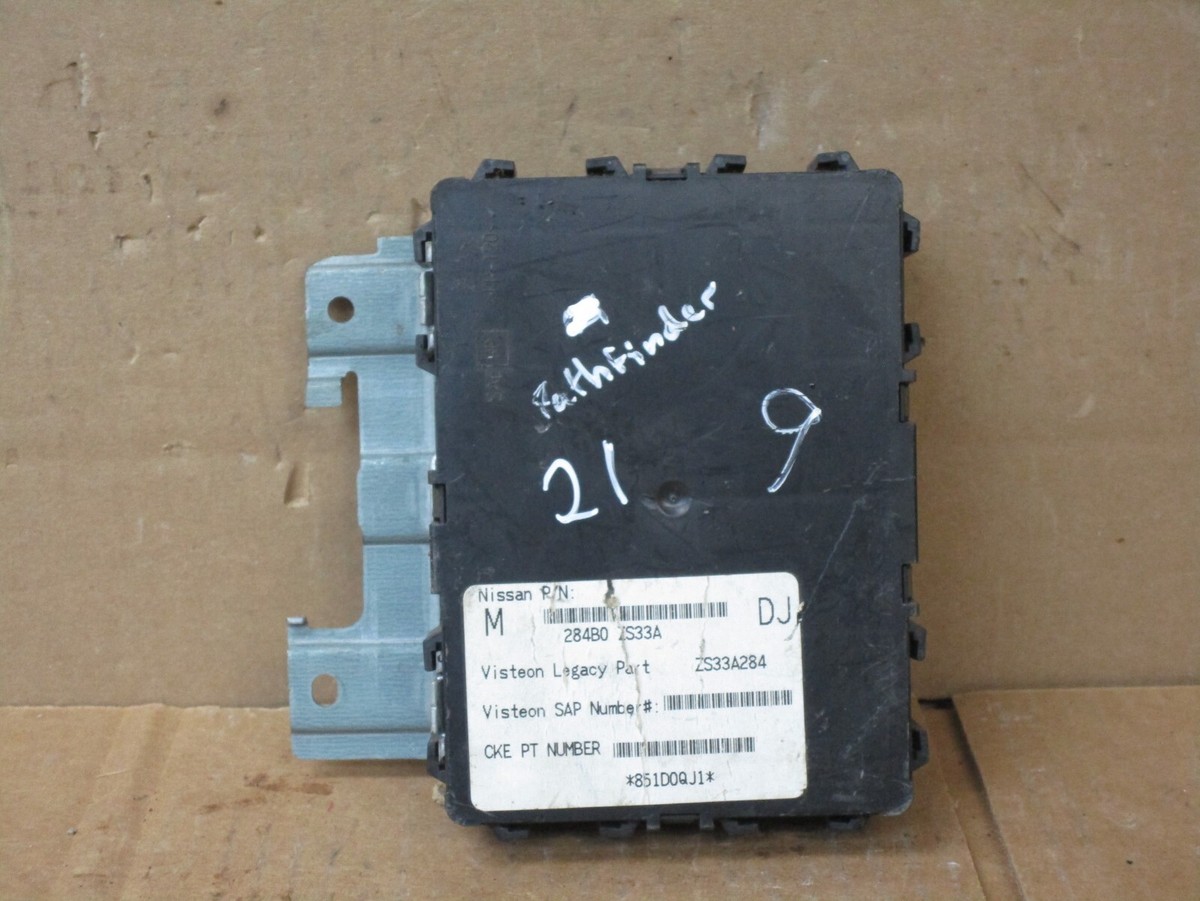 Pathfinder
21 9
Nissan P/N:
M DJ
284B0 ZS33A
Visteon Legacy Part ZS33A284
Visteon SAP Number#:
CKE PT NUMBER
*851D0QJ1*